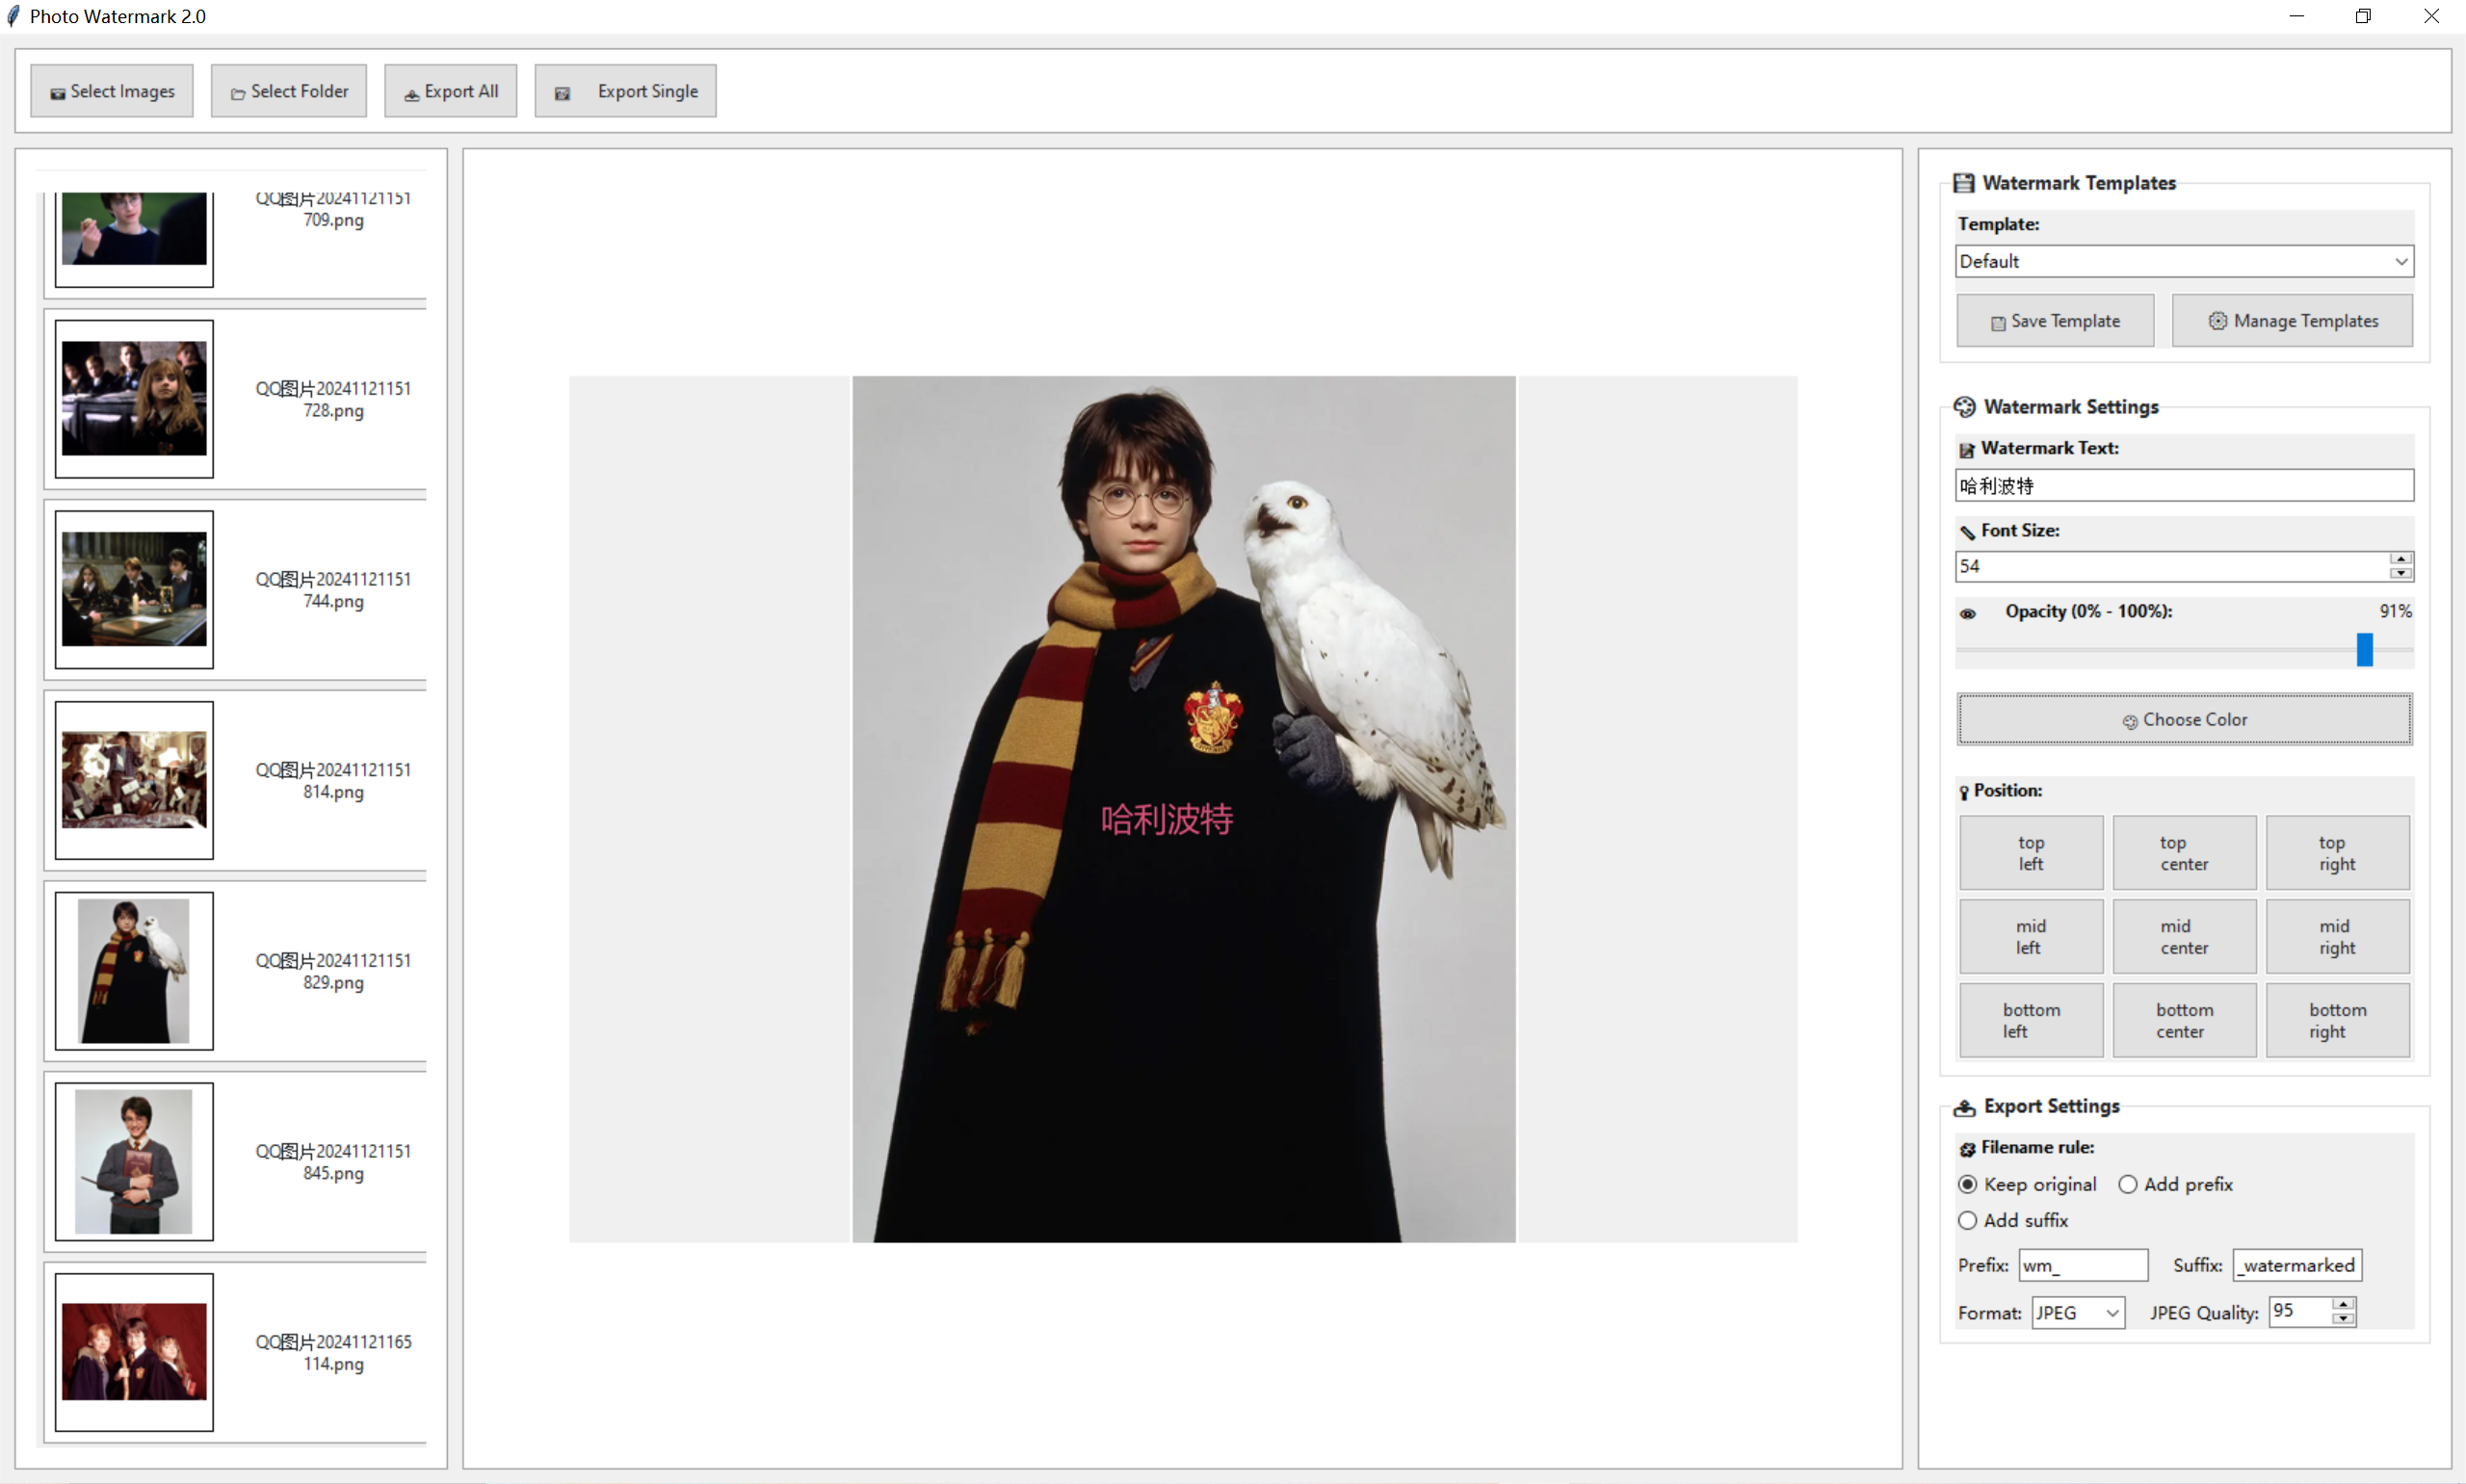 Photo Watermark 2.0
Select Images
Select Folder
Export All
Export Single
QQ图片20241121151
709.png
QQ图片20241121151
728.png
QQ图片20241121151
744.png
QQ图片20241121151
814.png
QQ图片20241121151
829.png
QQ图片20241121151
845.png
QQ图片20241121165
114.png
哈利波特
Watermark Templates
Template:
Default
Save Template
Manage Templates
Watermark Settings
Watermark Text:
哈利波特
Font Size:
54
Opacity (0% - 100%): 91%
Choose Color
Position:
top left
top center
top right
mid left
mid center
mid right
bottom left
bottom center
bottom right
Export Settings
Filename rule:
Keep original Add prefix
Add suffix
Prefix: wm_ Suffix: _watermarked
Format: JPEG JPEG Quality: 95